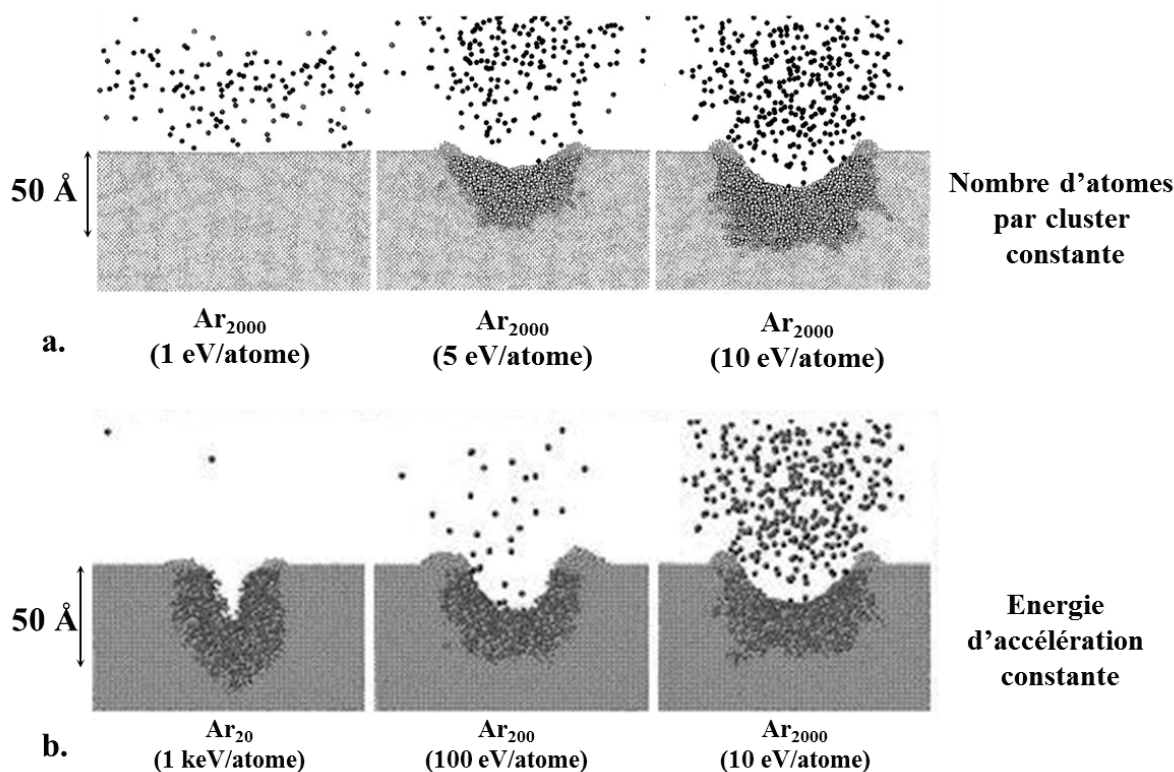 50 Å
Nombre d'atomes
par cluster
constante
a.
Ar₂₀₀₀
(1 eV/atome)
Ar₂₀₀₀
(5 eV/atome)
Ar₂₀₀₀
(10 eV/atome)
50 Å
Energie
d'accélération
constante
b.
Ar₂₀
(1 keV/atome)
Ar₂₀₀
(100 eV/atome)
Ar₂₀₀₀
(10 eV/atome)